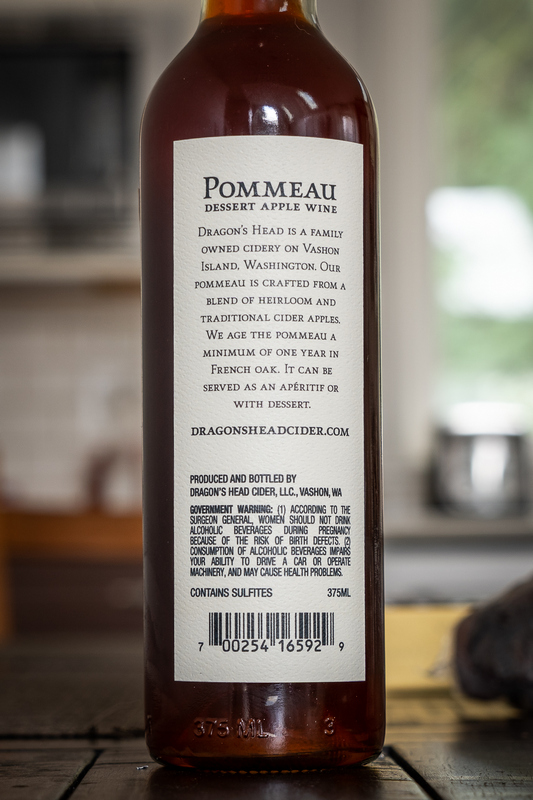 POMMEAU
DESSERT APPLE WINE
DRAGON'S HEAD IS A FAMILY
OWNED CIDERY ON VASHON
ISLAND, WASHINGTON. OUR
POMMEAU IS CRAFTED FROM A
BLEND OF HEIRLOOM AND
TRADITIONAL CIDER APPLES.
WE AGE THE POMMEAU A
MINIMUM OF ONE YEAR IN
FRENCH OAK. IT CAN BE
SERVED AS AN APÉRITIF OR
WITH DESSERT.
DRAGONSHEADCIDER.COM
PRODUCED AND BOTTLED BY
DRAGON'S HEAD CIDER, LLC., VASHON, WA
GOVERNMENT WARNING: (1) ACCORDING TO THE
SURGEON GENERAL, WOMEN SHOULD NOT DRINK
ALCOHOLIC BEVERAGES DURING PREGNANCY
BECAUSE OF THE RISK OF BIRTH DEFECTS. (2)
CONSUMPTION OF ALCOHOLIC BEVERAGES IMPAIRS
YOUR ABILITY TO DRIVE A CAR OR OPERATE
MACHINERY, AND MAY CAUSE HEALTH PROBLEMS.
CONTAINS SULFITES 375ML
7 00254 16592 9
375 ML 3